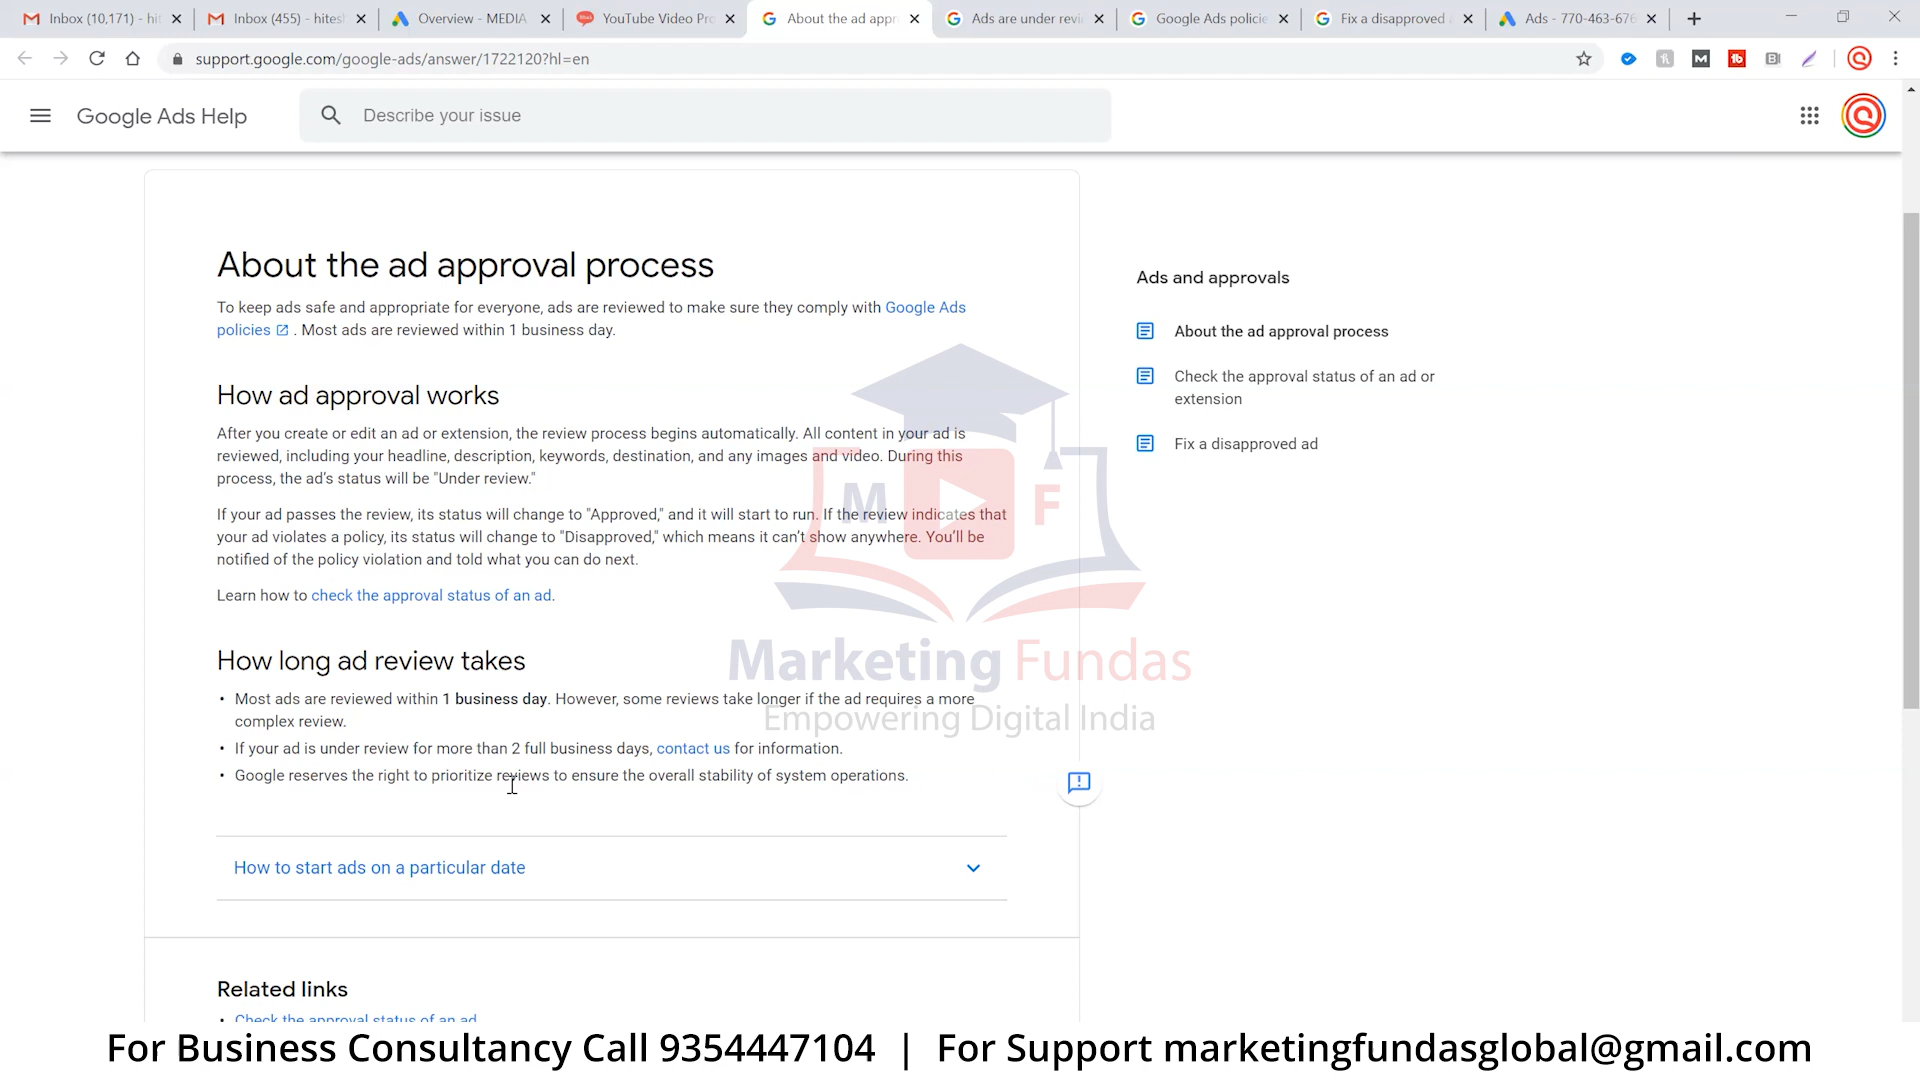 Inbox (10,171) - hit
Inbox (455) - hitesh
Overview - MEDIA
YouTube Video Pro
About the ad appr
Ads are under revi
Google Ads policie
Fix a disapproved
Ads - 770-463-676
support.google.com/google-ads/answer/1722120?hl=en
Google Ads Help
Describe your issue
About the ad approval process
To keep ads safe and appropriate for everyone, ads are reviewed to make sure they comply with Google Ads
policies . Most ads are reviewed within 1 business day.
How ad approval works
After you create or edit an ad or extension, the review process begins automatically. All content in your ad is
reviewed, including your headline, description, keywords, destination, and any images and video. During this
process, the ad's status will be "Under review."
If your ad passes the review, its status will change to "Approved," and it will start to run. If the review indicates that
your ad violates a policy, its status will change to "Disapproved," which means it can't show anywhere. You'll be
notified of the policy violation and told what you can do next.
Learn how to check the approval status of an ad.
How long ad review takes
• Most ads are reviewed within 1 business day. However, some reviews take longer if the ad requires a more
complex review.
• If your ad is under review for more than 2 full business days, contact us for information.
• Google reserves the right to prioritize reviews to ensure the overall stability of system operations.
How to start ads on a particular date
Related links
• Check the approval status of an ad
Ads and approvals
About the ad approval process
Check the approval status of an ad or
extension
Fix a disapproved ad
M F
Marketing Fundas
Empowering Digital India
For Business Consultancy Call 9354447104 | For Support marketingfundasglobal@gmail.com